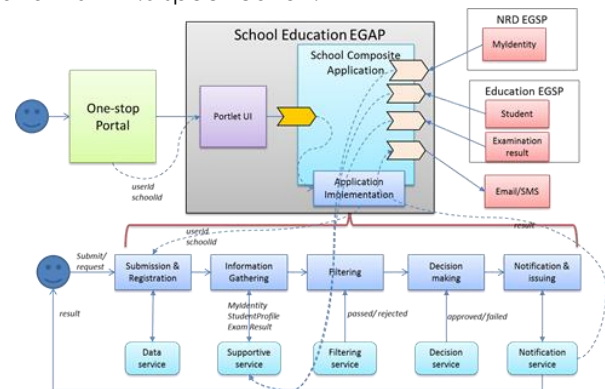 School Education EGAP
NRD EGSP
MyIdentity
School Composite
Application
One-stop
Portal
Portlet UI
Education EGSP
Student
Examination
result
Application
Implementation
Email/SMS
userId
schoolId
result
userId
schoolId
Submit/
request
Submission &
Registration
Information
Gathering
Filtering
Decision
making
Notification &
issuing
result
MyIdentity
StudentProfile
Exam Result
passed/ rejected
approved/ failed
Data
service
Supportive
service
Filtering
service
Decision
service
Notification
service